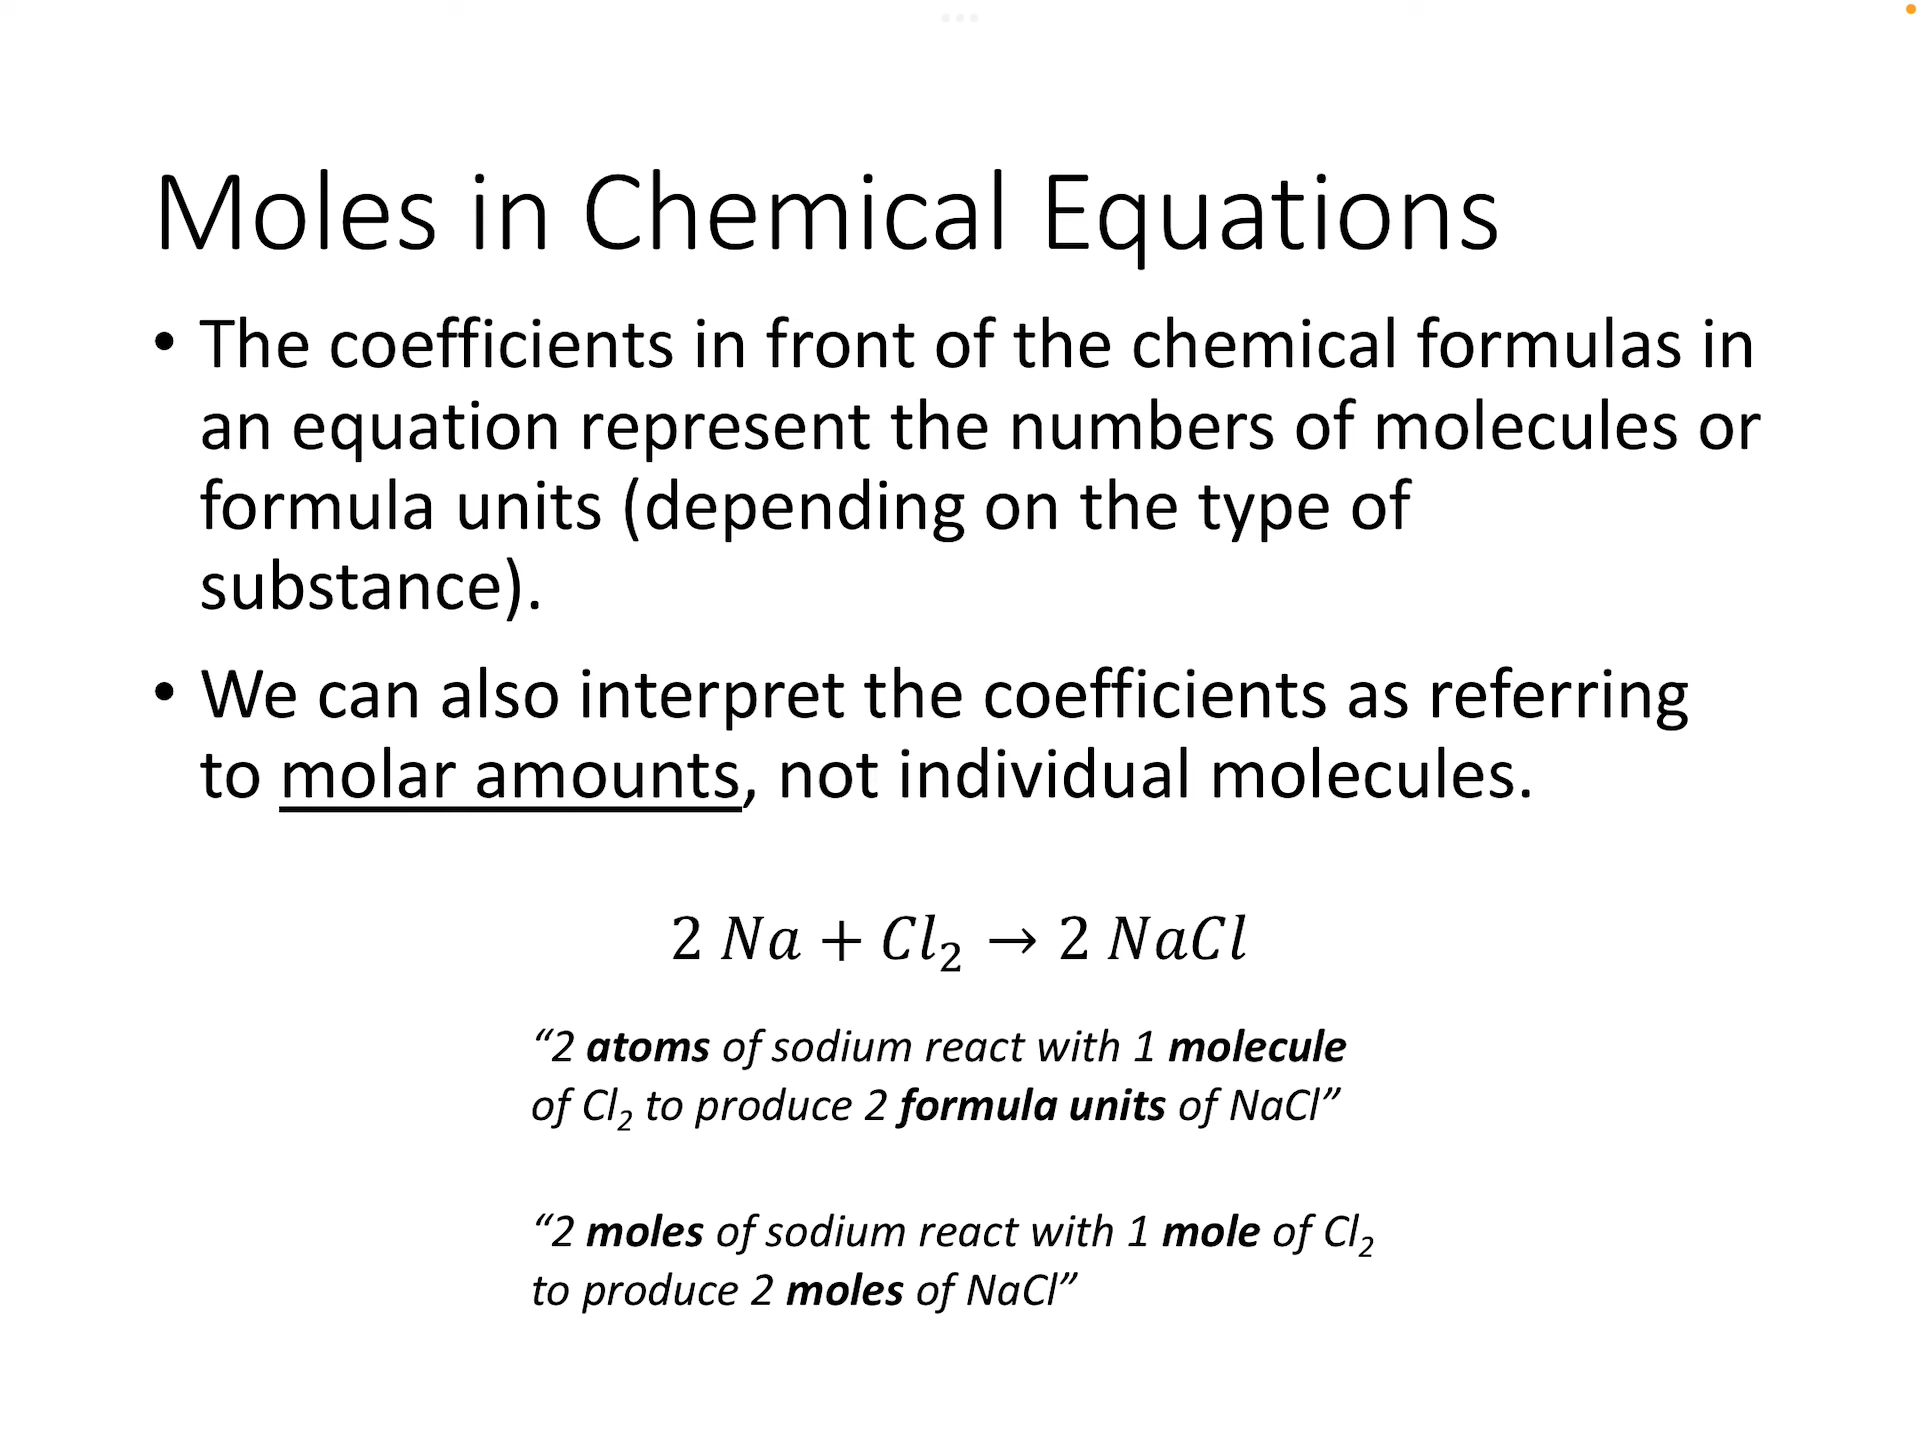 Moles in Chemical Equations
• The coefficients in front of the chemical formulas in
an equation represent the numbers of molecules or
formula units (depending on the type of
substance).
• We can also interpret the coefficients as referring
to molar amounts, not individual molecules.
2 Na + Cl₂ → 2 NaCl
“2 atoms of sodium react with 1 molecule
of Cl₂ to produce 2 formula units of NaCl”
“2 moles of sodium react with 1 mole of Cl₂
to produce 2 moles of NaCl”